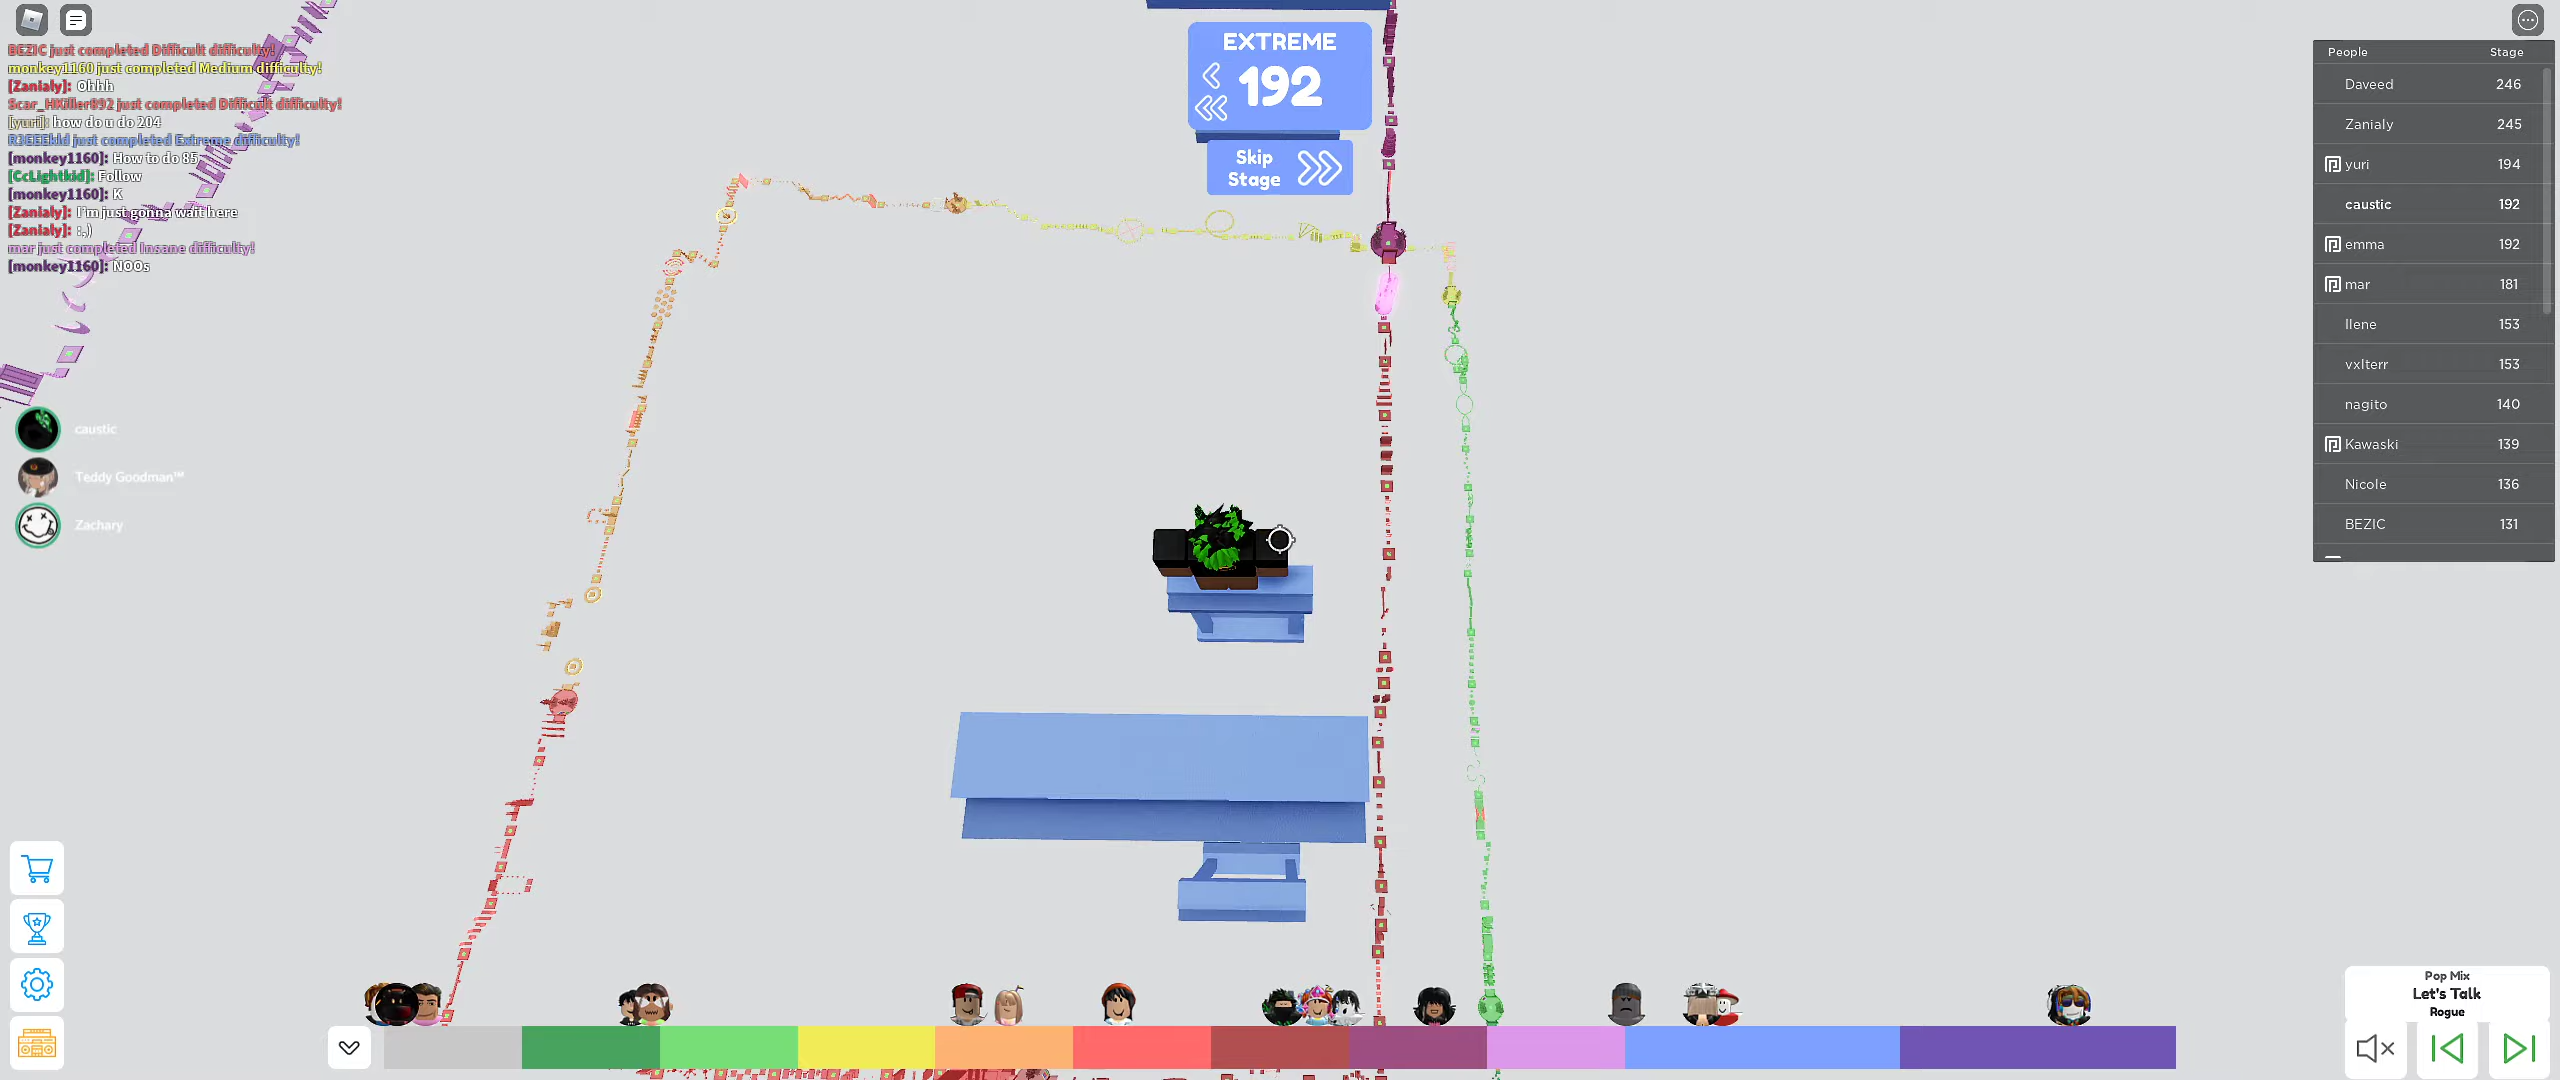 BEZIC just completed Difficult difficulty!
monkey1160 just completed Medium difficulty!
[Zanialy]: Ohhh
Scar_HKiller892 just completed Difficult difficulty!
[yuri]: how do u do 204
R3EEEkid just completed Extreme difficulty!
[monkey1160]: How to do 85
[CcLightkid]: Follow
[monkey1160]: K
[Zanialy]: I'm just gonna wait here
[Zanialy]: :,)
mar just completed Insane difficulty!
[monkey1160]: NOOs
caustic
Teddy Goodman™
Zachary
EXTREME
192
Skip
Stage
People Stage
Daveed 246
Zanialy 245
yuri 194
caustic 192
emma 192
mar 181
Ilene 153
vxlterr 153
nagito 140
Kawaski 139
Nicole 136
BEZIC 131
Pop Mix
Let's Talk
Rogue